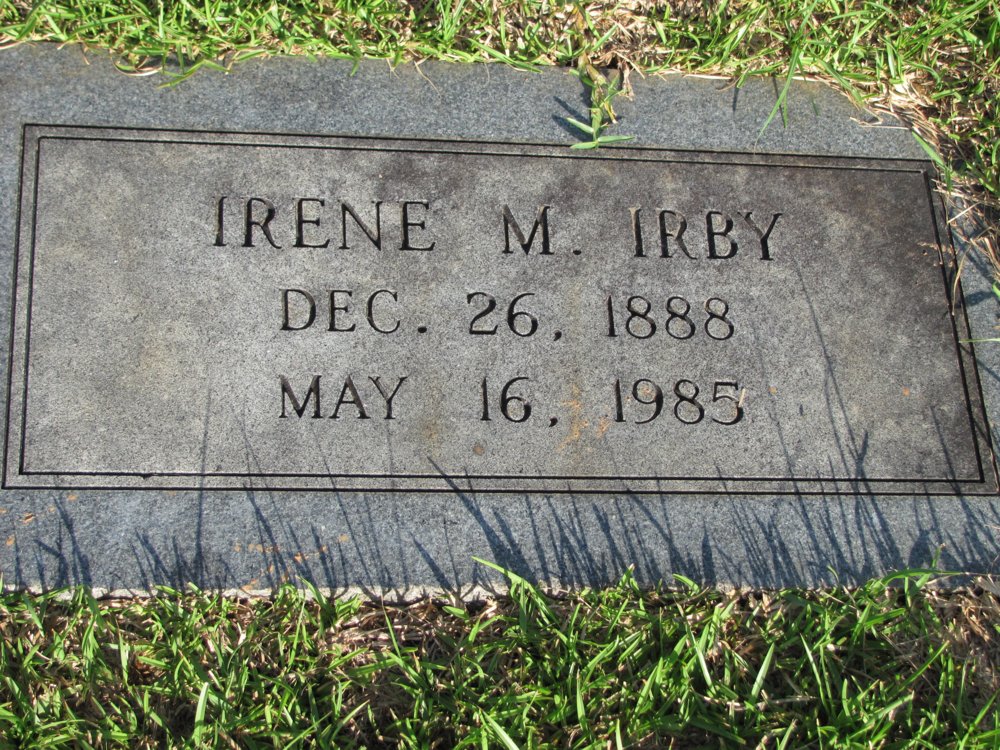 IRENE M. IRBY
DEC. 26, 1888
MAY 16, 1985